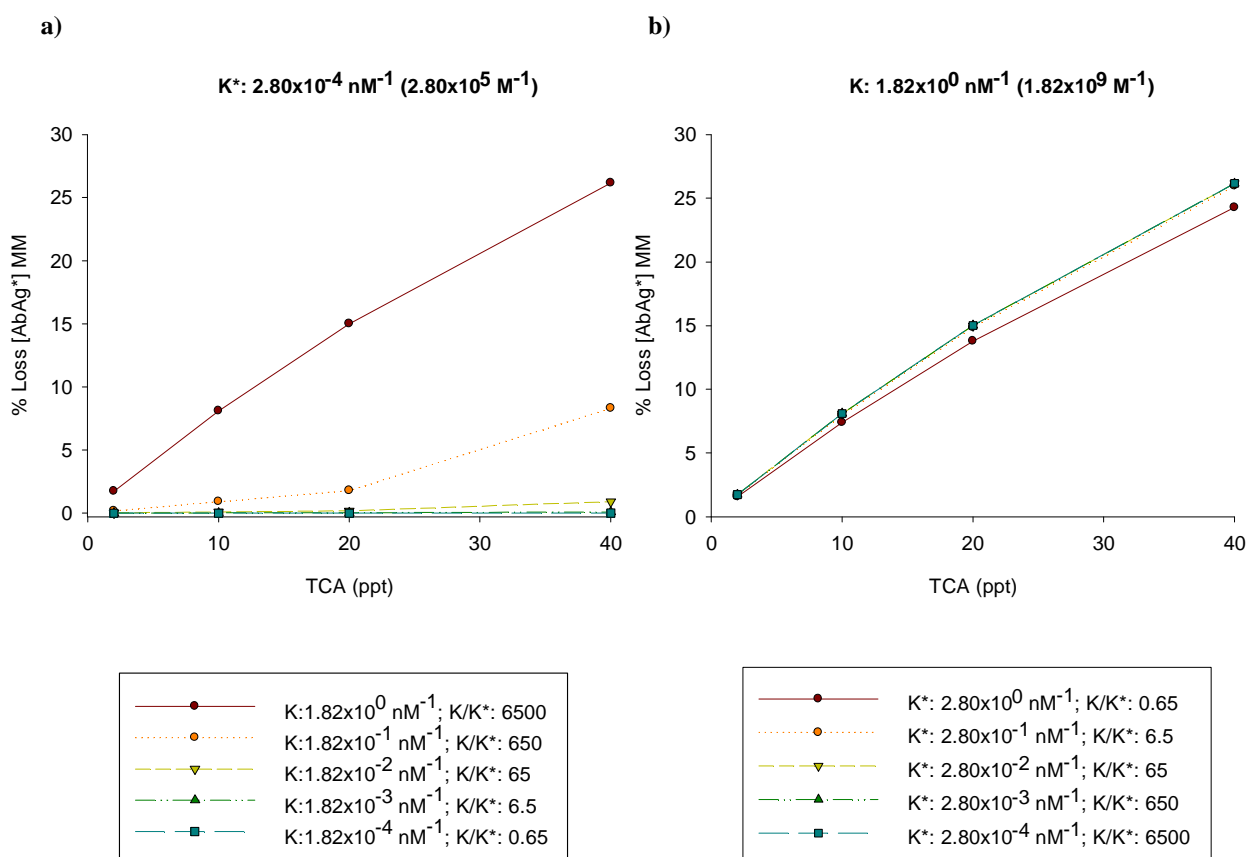 a)
K*: 2.80x10⁻⁴ nM⁻¹ (2.80x10⁵ M⁻¹)
30
25
20
15
10
5
0
% Loss [AbAg*] MM
0 10 20 30 40
TCA (ppt)
K:1.82x10⁰ nM⁻¹; K/K*: 6500
K:1.82x10⁻¹ nM⁻¹; K/K*: 650
K:1.82x10⁻² nM⁻¹; K/K*: 65
K:1.82x10⁻³ nM⁻¹; K/K*: 6.5
K:1.82x10⁻⁴ nM⁻¹; K/K*: 0.65
b)
K: 1.82x10⁰ nM⁻¹ (1.82x10⁹ M⁻¹)
30
25
20
15
10
5
0
% Loss [AbAg*] MM
0 10 20 30 40
TCA (ppt)
K*: 2.80x10⁰ nM⁻¹; K/K*: 0.65
K*: 2.80x10⁻¹ nM⁻¹; K/K*: 6.5
K*: 2.80x10⁻² nM⁻¹; K/K*: 65
K*: 2.80x10⁻³ nM⁻¹; K/K*: 650
K*: 2.80x10⁻⁴ nM⁻¹; K/K*: 6500